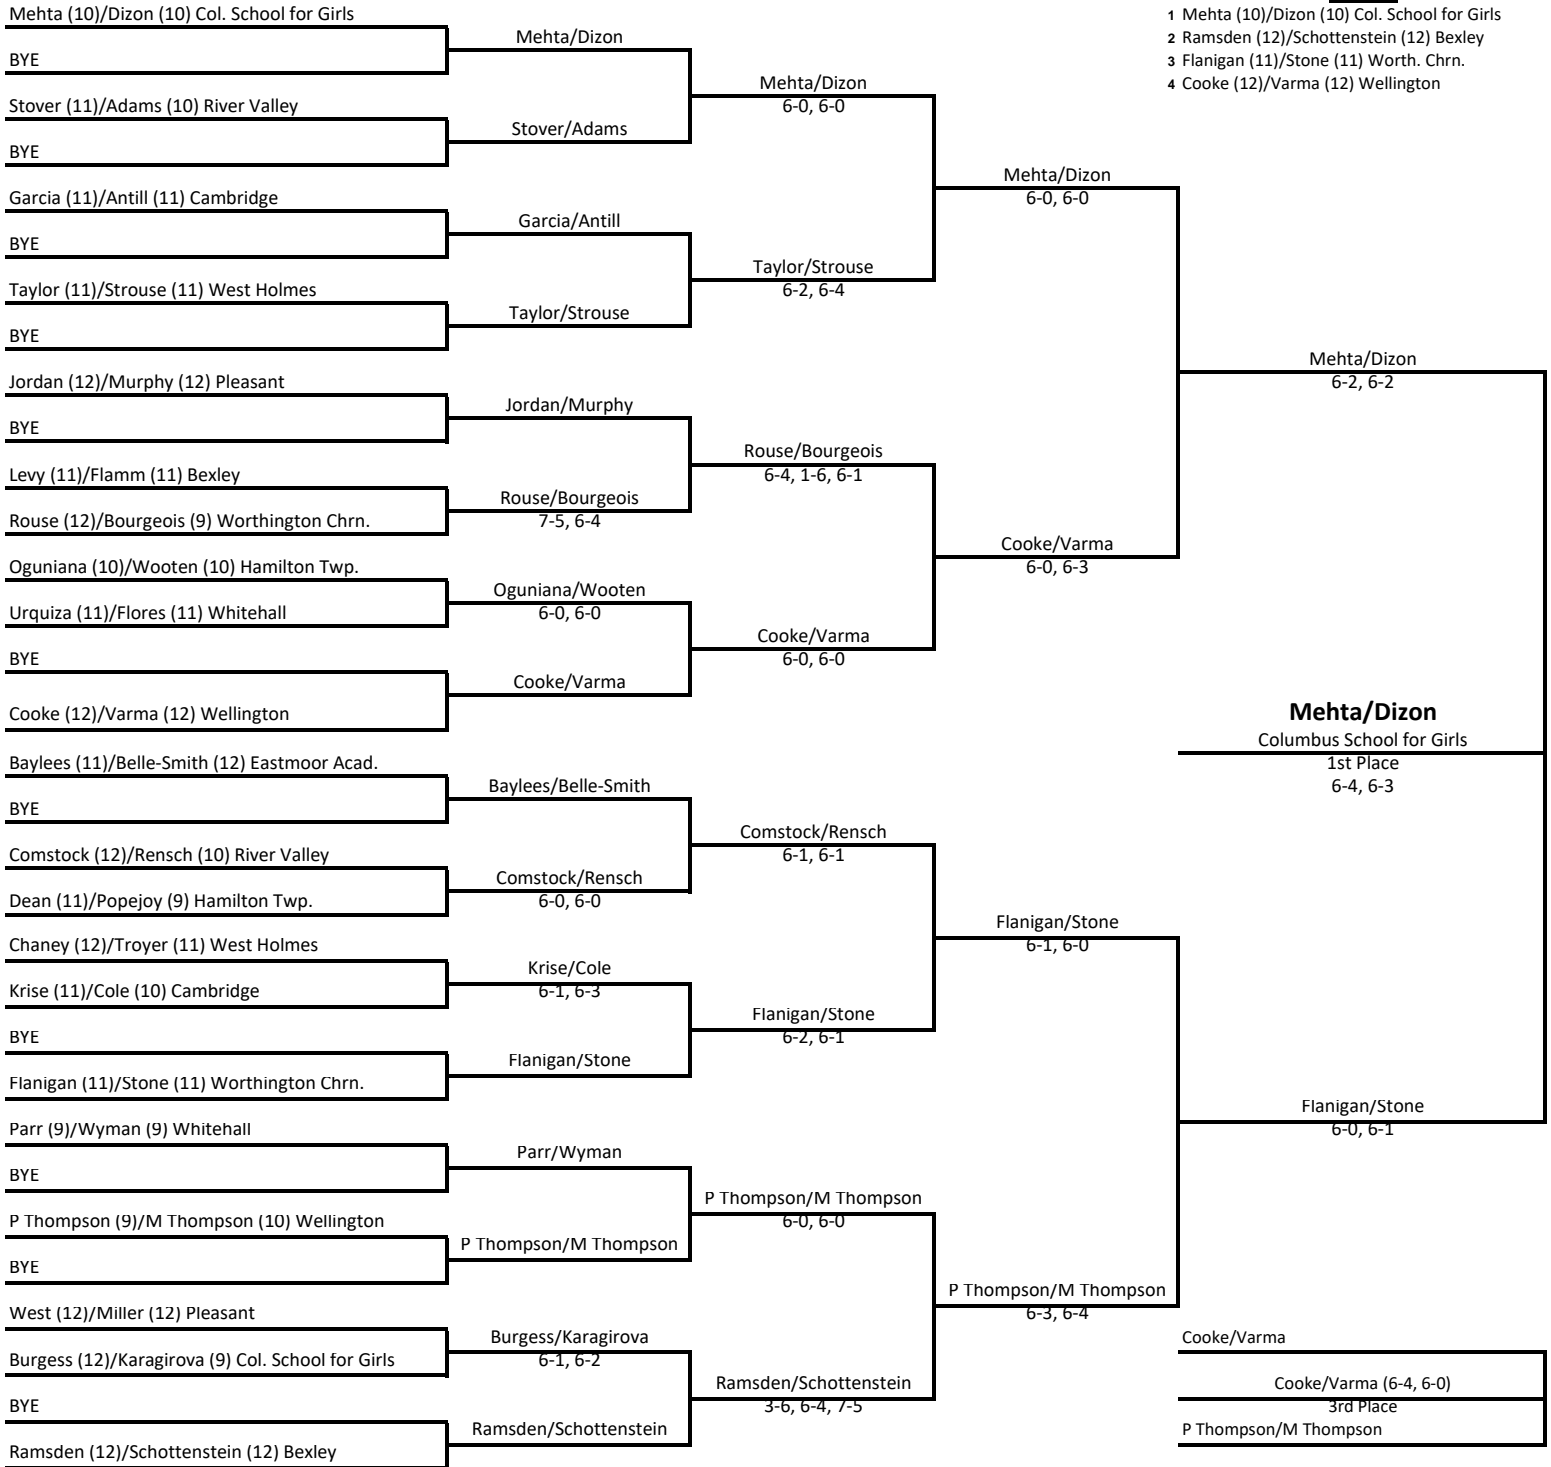 Mehta (10)/Dizon (10) Col. School for Girls
BYE
Stover (11)/Adams (10) River Valley
BYE
Garcia (11)/Antill (11) Cambridge
BYE
Taylor (11)/Strouse (11) West Holmes
BYE
Jordan (12)/Murphy (12) Pleasant
BYE
Levy (11)/Flamm (11) Bexley
Rouse (12)/Bourgeois (9) Worthington Chrn.
Oguniana (10)/Wooten (10) Hamilton Twp.
Urquiza (11)/Flores (11) Whitehall
BYE
Cooke (12)/Varma (12) Wellington
Baylees (11)/Belle-Smith (12) Eastmoor Acad.
BYE
Comstock (12)/Rensch (10) River Valley
Dean (11)/Popejoy (9) Hamilton Twp.
Chaney (12)/Troyer (11) West Holmes
Krise (11)/Cole (10) Cambridge
BYE
Flanigan (11)/Stone (11) Worthington Chrn.
Parr (9)/Wyman (9) Whitehall
BYE
P Thompson (9)/M Thompson (10) Wellington
BYE
West (12)/Miller (12) Pleasant
Burgess (12)/Karagirova (9) Col. School for Girls
BYE
Ramsden (12)/Schottenstein (12) Bexley
Mehta/Dizon
Stover/Adams
Garcia/Antill
Taylor/Strouse
Jordan/Murphy
Rouse/Bourgeois
7-5, 6-4
Oguniana/Wooten
6-0, 6-0
Cooke/Varma
Baylees/Belle-Smith
Comstock/Rensch
6-0, 6-0
Krise/Cole
6-1, 6-3
Flanigan/Stone
Parr/Wyman
P Thompson/M Thompson
Burgess/Karagirova
6-1, 6-2
Ramsden/Schottenstein
Mehta/Dizon
6-0, 6-0
Taylor/Strouse
6-2, 6-4
Rouse/Bourgeois
6-4, 1-6, 6-1
Cooke/Varma
6-0, 6-0
Comstock/Rensch
6-1, 6-1
Flanigan/Stone
6-2, 6-1
P Thompson/M Thompson
6-0, 6-0
Ramsden/Schottenstein
3-6, 6-4, 7-5
Mehta/Dizon
6-0, 6-0
Cooke/Varma
6-0, 6-3
Flanigan/Stone
6-1, 6-0
P Thompson/M Thompson
6-3, 6-4
1 Mehta (10)/Dizon (10) Col. School for Girls
2 Ramsden (12)/Schottenstein (12) Bexley
3 Flanigan (11)/Stone (11) Worth. Chrn.
4 Cooke (12)/Varma (12) Wellington
Mehta/Dizon
6-2, 6-2
Mehta/Dizon
Columbus School for Girls
1st Place
6-4, 6-3
Flanigan/Stone
6-0, 6-1
Cooke/Varma
Cooke/Varma (6-4, 6-0)
3rd Place
P Thompson/M Thompson